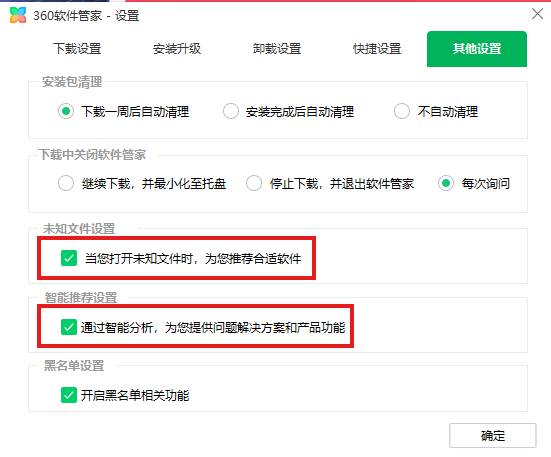 360软件管家 - 设置
下载设置 安装升级 卸载设置 快捷设置 其他设置
安装包清理
下载一周后自动清理 安装完成后自动清理 不自动清理
下载中关闭软件管家
继续下载，并最小化至托盘 停止下载，并退出软件管家 每次询问
未知文件设置
当您打开未知文件时，为您推荐合适软件
智能推荐设置
通过智能分析，为您提供问题解决方案和产品功能
黑名单设置
开启黑名单相关功能
确定